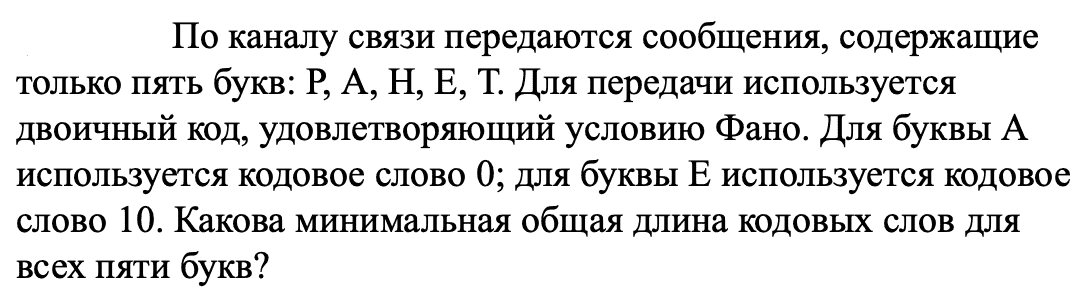 По каналу связи передаются сообщения, содержащие
только пять букв: Р, А, Н, Е, Т. Для передачи используется
двоичный код, удовлетворяющий условию Фано. Для буквы А
используется кодовое слово 0; для буквы Е используется кодовое
слово 10. Какова минимальная общая длина кодовых слов для
всех пяти букв?